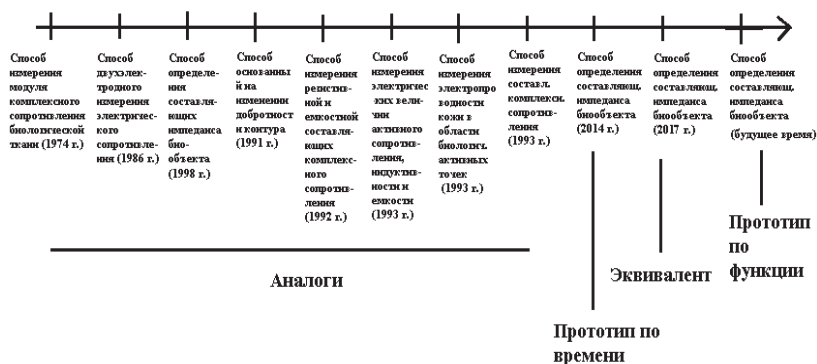 Способ
измерения
модуля
комплексного
сопротивления
биологической
ткани (1974 г.)
Способ
двухэлек-
тродного
измерения
электричес-
кого
сопротивле-
ния (1986 г.)
Способ
определе-
ния
составля-
ющих
импеданса
био-
объекта
(1998 г.)
Способ
основанны
й на
изменении
добротност
и контура
(1991 г.)
Способ
измерения
резистив-
ной и
емкостной
составля-
ющих
комплекс-
ного
сопротив-
ления
(1992 г.)
Способ
измерения
электричес
-ких вели-
чин
активного
сопротив-
ления,
индуктив-
ности и
емкости
(1993 г.)
Способ
измерения
электропро
водности
кожи в
области
биологич.
активных
точек
(1993 г.)
Способ
измерения
составл.
комплексн.
сопротив-
ления
(1993 г.)
Способ
определения
составляющ.
импеданса
биообъекта
(2014 г.)
Способ
определения
составляющ.
импеданса
биообъекта
(2017 г.)
Способ
определения
составляющ.
импеданса
биообъекта
(будущее время)
Аналоги
Прототип по
времени
Эквивалент
Прототип
по
функции